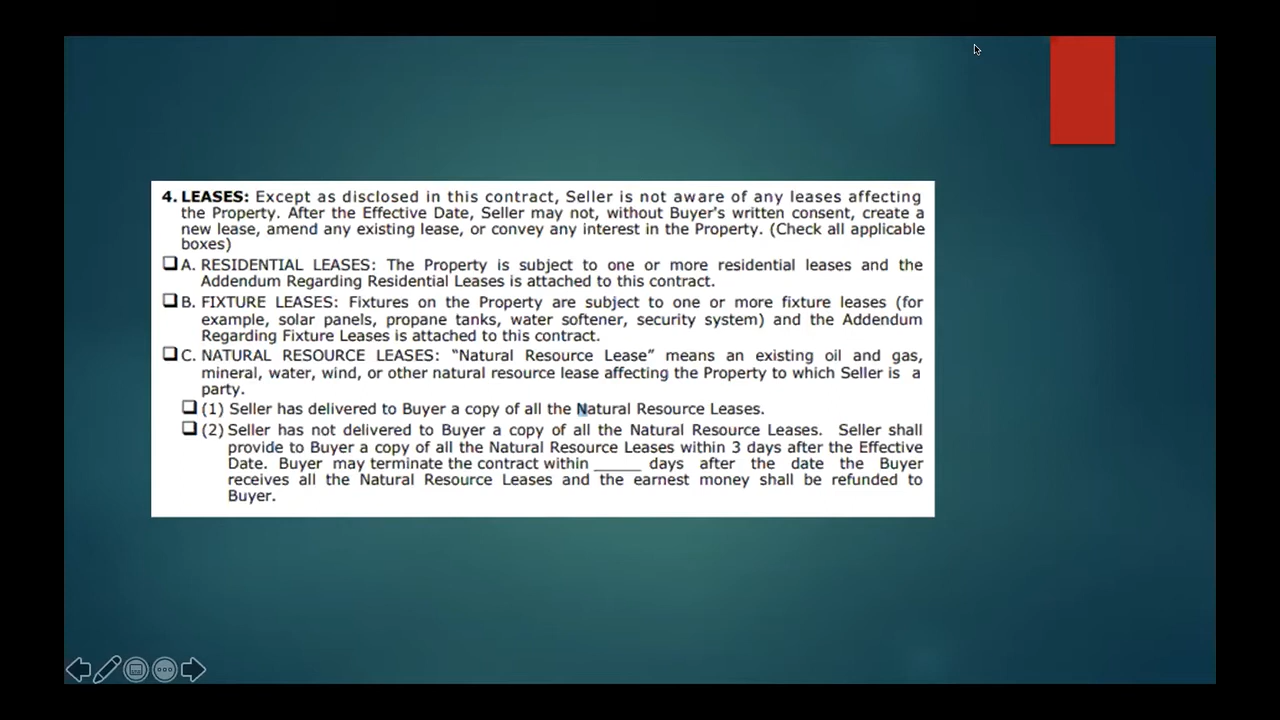 4. LEASES: Except as disclosed in this contract, Seller is not aware of any leases affecting
the Property. After the Effective Date, Seller may not, without Buyer's written consent, create a
new lease, amend any existing lease, or convey any interest in the Property. (Check all applicable
boxes)
A. RESIDENTIAL LEASES: The Property is subject to one or more residential leases and the
Addendum Regarding Residential Leases is attached to this contract.
B. FIXTURE LEASES: Fixtures on the Property are subject to one or more fixture leases (for
example, solar panels, propane tanks, water softener, security system) and the Addendum
Regarding Fixture Leases is attached to this contract.
C. NATURAL RESOURCE LEASES: “Natural Resource Lease” means an existing oil and gas,
mineral, water, wind, or other natural resource lease affecting the Property to which Seller is a
party.
(1) Seller has delivered to Buyer a copy of all the Natural Resource Leases.
(2) Seller has not delivered to Buyer a copy of all the Natural Resource Leases. Seller shall
provide to Buyer a copy of all the Natural Resource Leases within 3 days after the Effective
Date. Buyer may terminate the contract within ______ days after the date the Buyer
receives all the Natural Resource Leases and the earnest money shall be refunded to
Buyer.